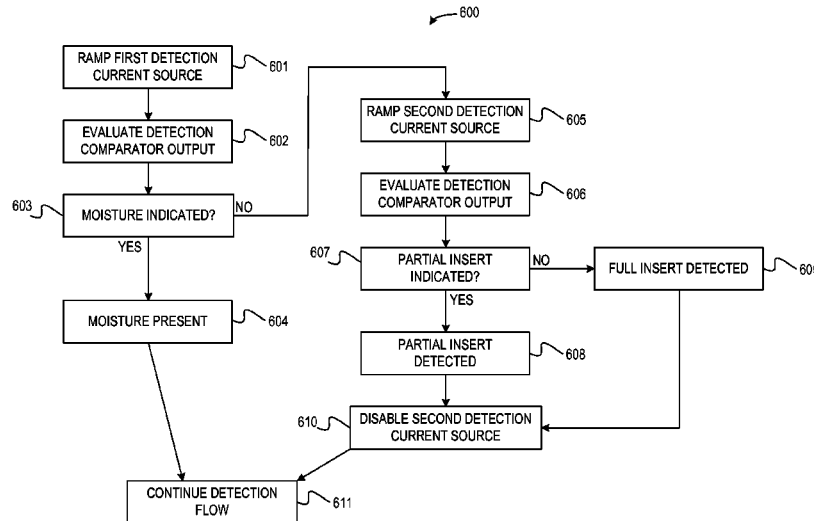 600
RAMP FIRST DETECTION
CURRENT SOURCE
601
EVALUATE DETECTION
COMPARATOR OUTPUT
602
603
MOISTURE INDICATED?
NO
YES
MOISTURE PRESENT
604
RAMP SECOND DETECTION
CURRENT SOURCE
605
EVALUATE DETECTION
COMPARATOR OUTPUT
606
607
PARTIAL INSERT
INDICATED?
NO
YES
FULL INSERT DETECTED
PARTIAL INSERT
DETECTED
608
610
DISABLE SECOND DETECTION
CURRENT SOURCE
CONTINUE DETECTION
FLOW
611